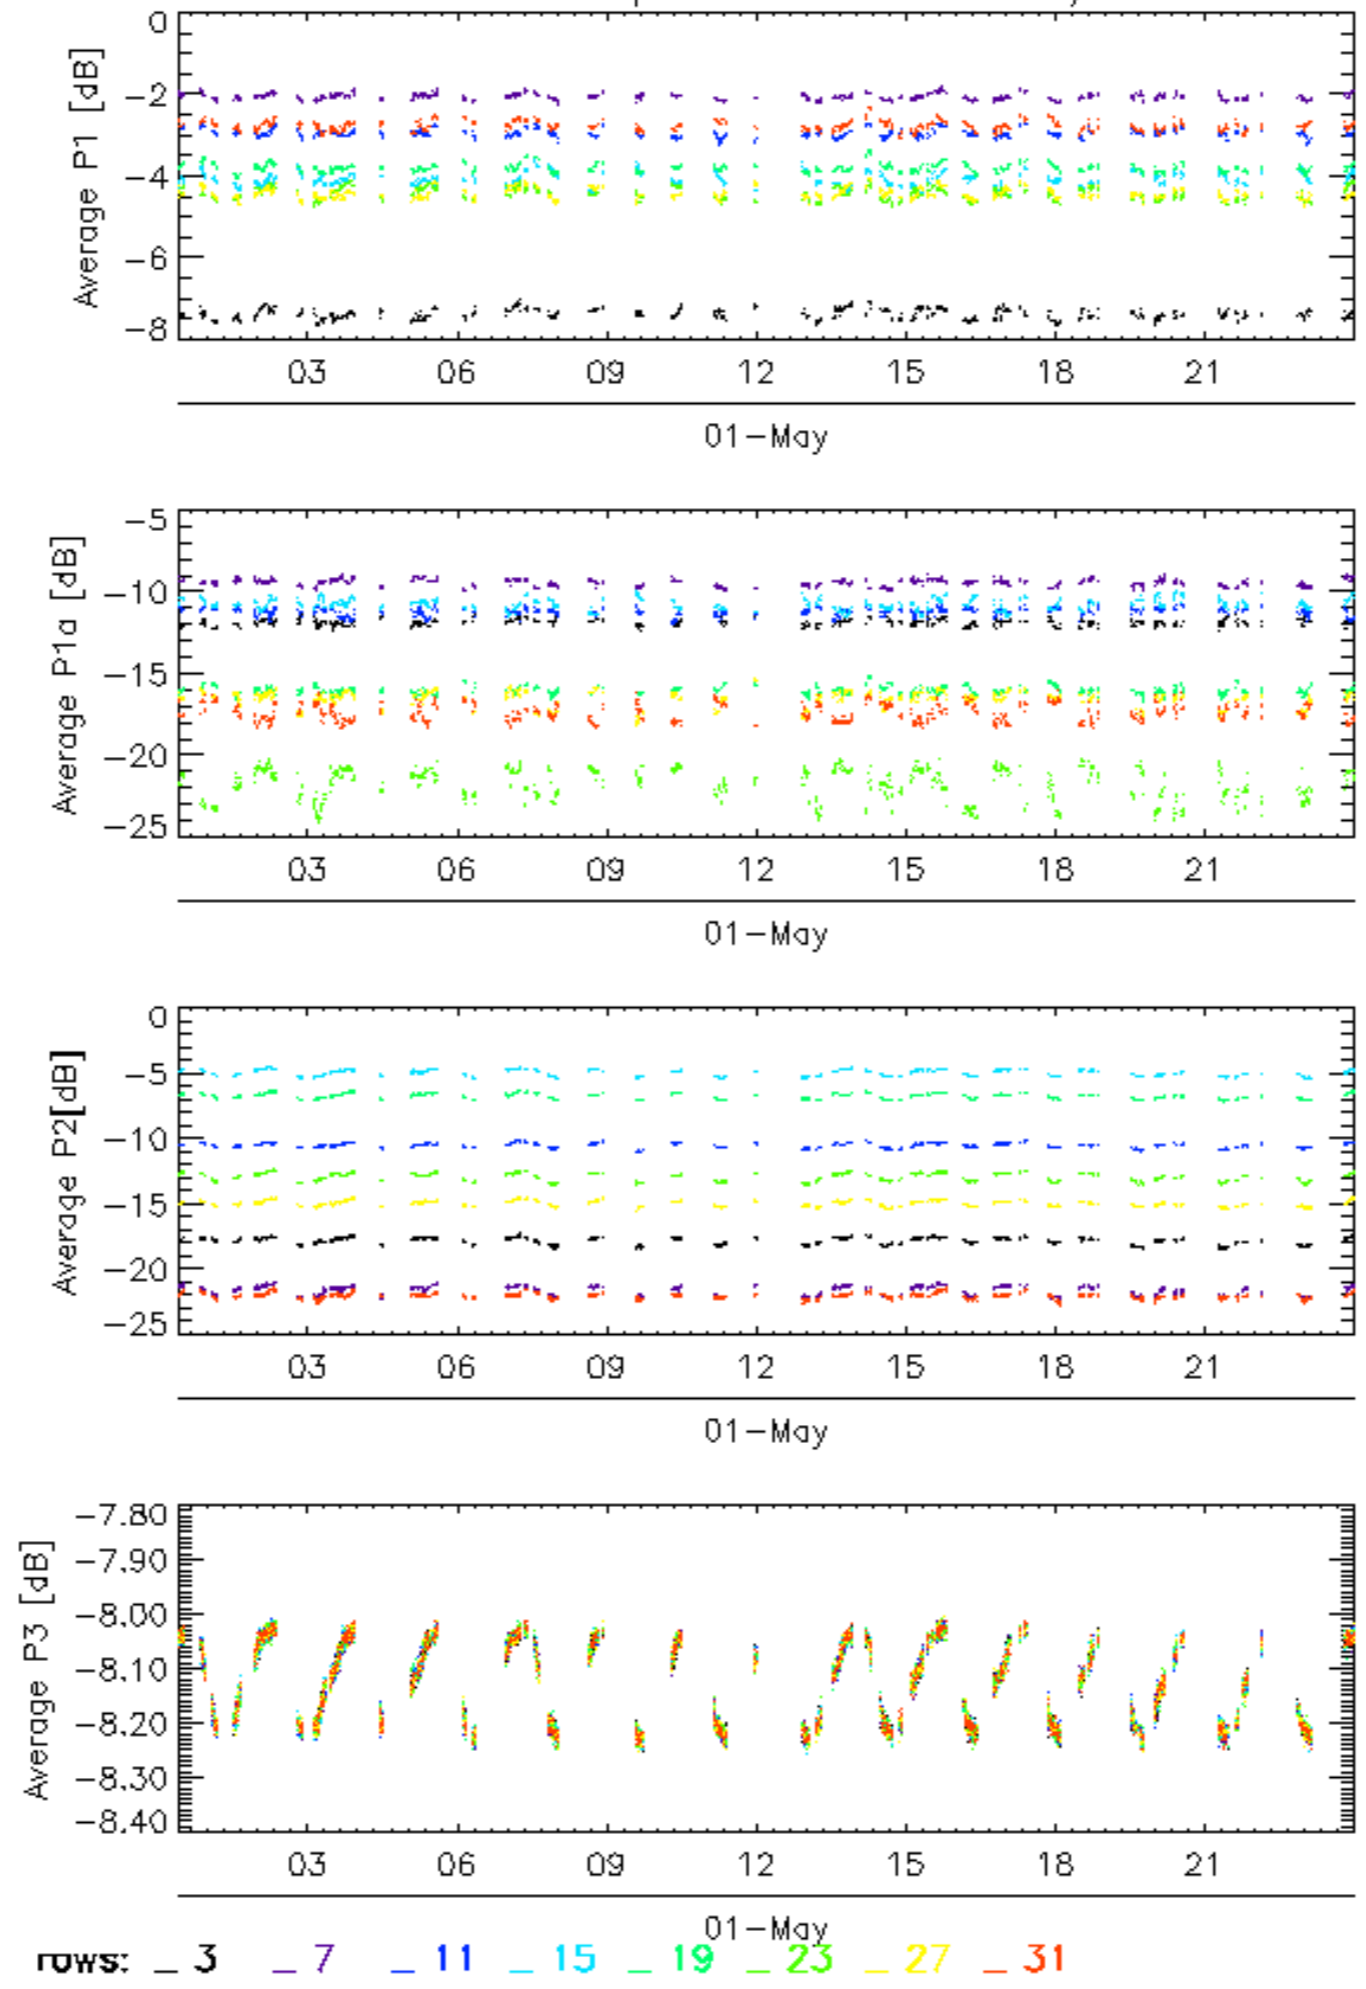 0
−2
−4
−6
−8
Average P1 [dB]
03 06 09 12 15 18 21
01−May
−5
−10
−15
−20
−25
Average P1a [dB]
03 06 09 12 15 18 21
01−May
0
−5
−10
−15
−20
−25
Average P2[dB]
03 06 09 12 15 18 21
01−May
−7.80
−7.90
−8.00
−8.10
−8.20
−8.30
−8.40
Average P3 [dB]
03 06 09 12 15 18 21
01−May
rows: _ 3 _ 7 _ 11 _ 15 _ 19 _ 23 _ 27 _ 31